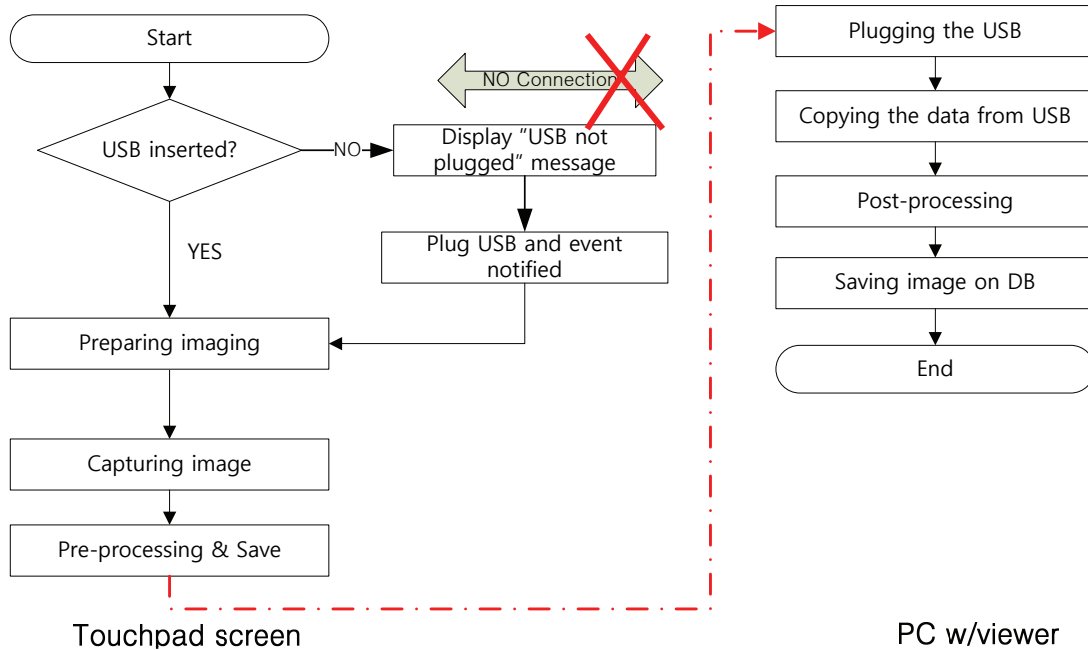 Start
NO Connection
USB inserted?
NO
Display "USB not
plugged" message
YES
Plug USB and event
notified
Preparing imaging
Capturing image
Pre-processing & Save
Touchpad screen
Plugging the USB
Copying the data from USB
Post-processing
Saving image on DB
End
PC w/viewer